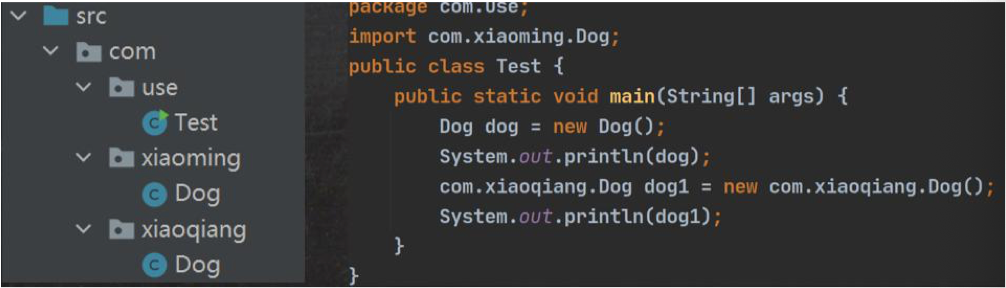 src
com
use
Test
xiaoming
Dog
xiaoqiang
Dog
package com.use;
import com.xiaoming.Dog;
public class Test {
public static void main(String[] args) {
Dog dog = new Dog();
System.out.println(dog);
com.xiaoqiang.Dog dog1 = new com.xiaoqiang.Dog();
System.out.println(dog1);
}
}